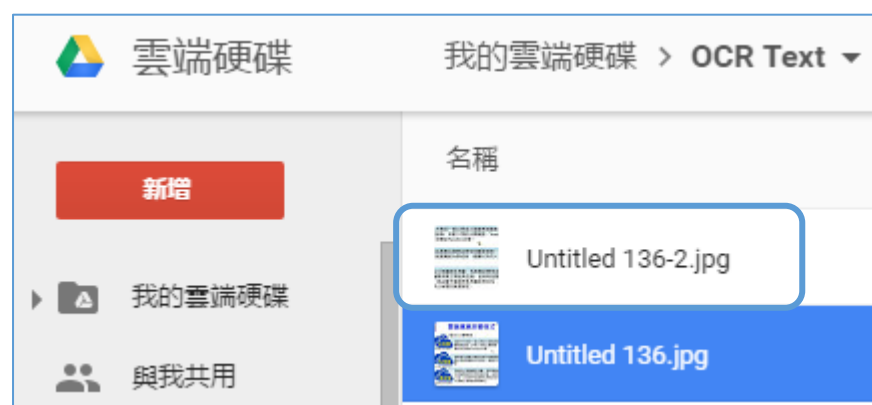 雲端硬碟
我的雲端硬碟 > OCR Text
新增
我的雲端硬碟
與我共用
名稱
Untitled 136-2.jpg
Untitled 136.jpg